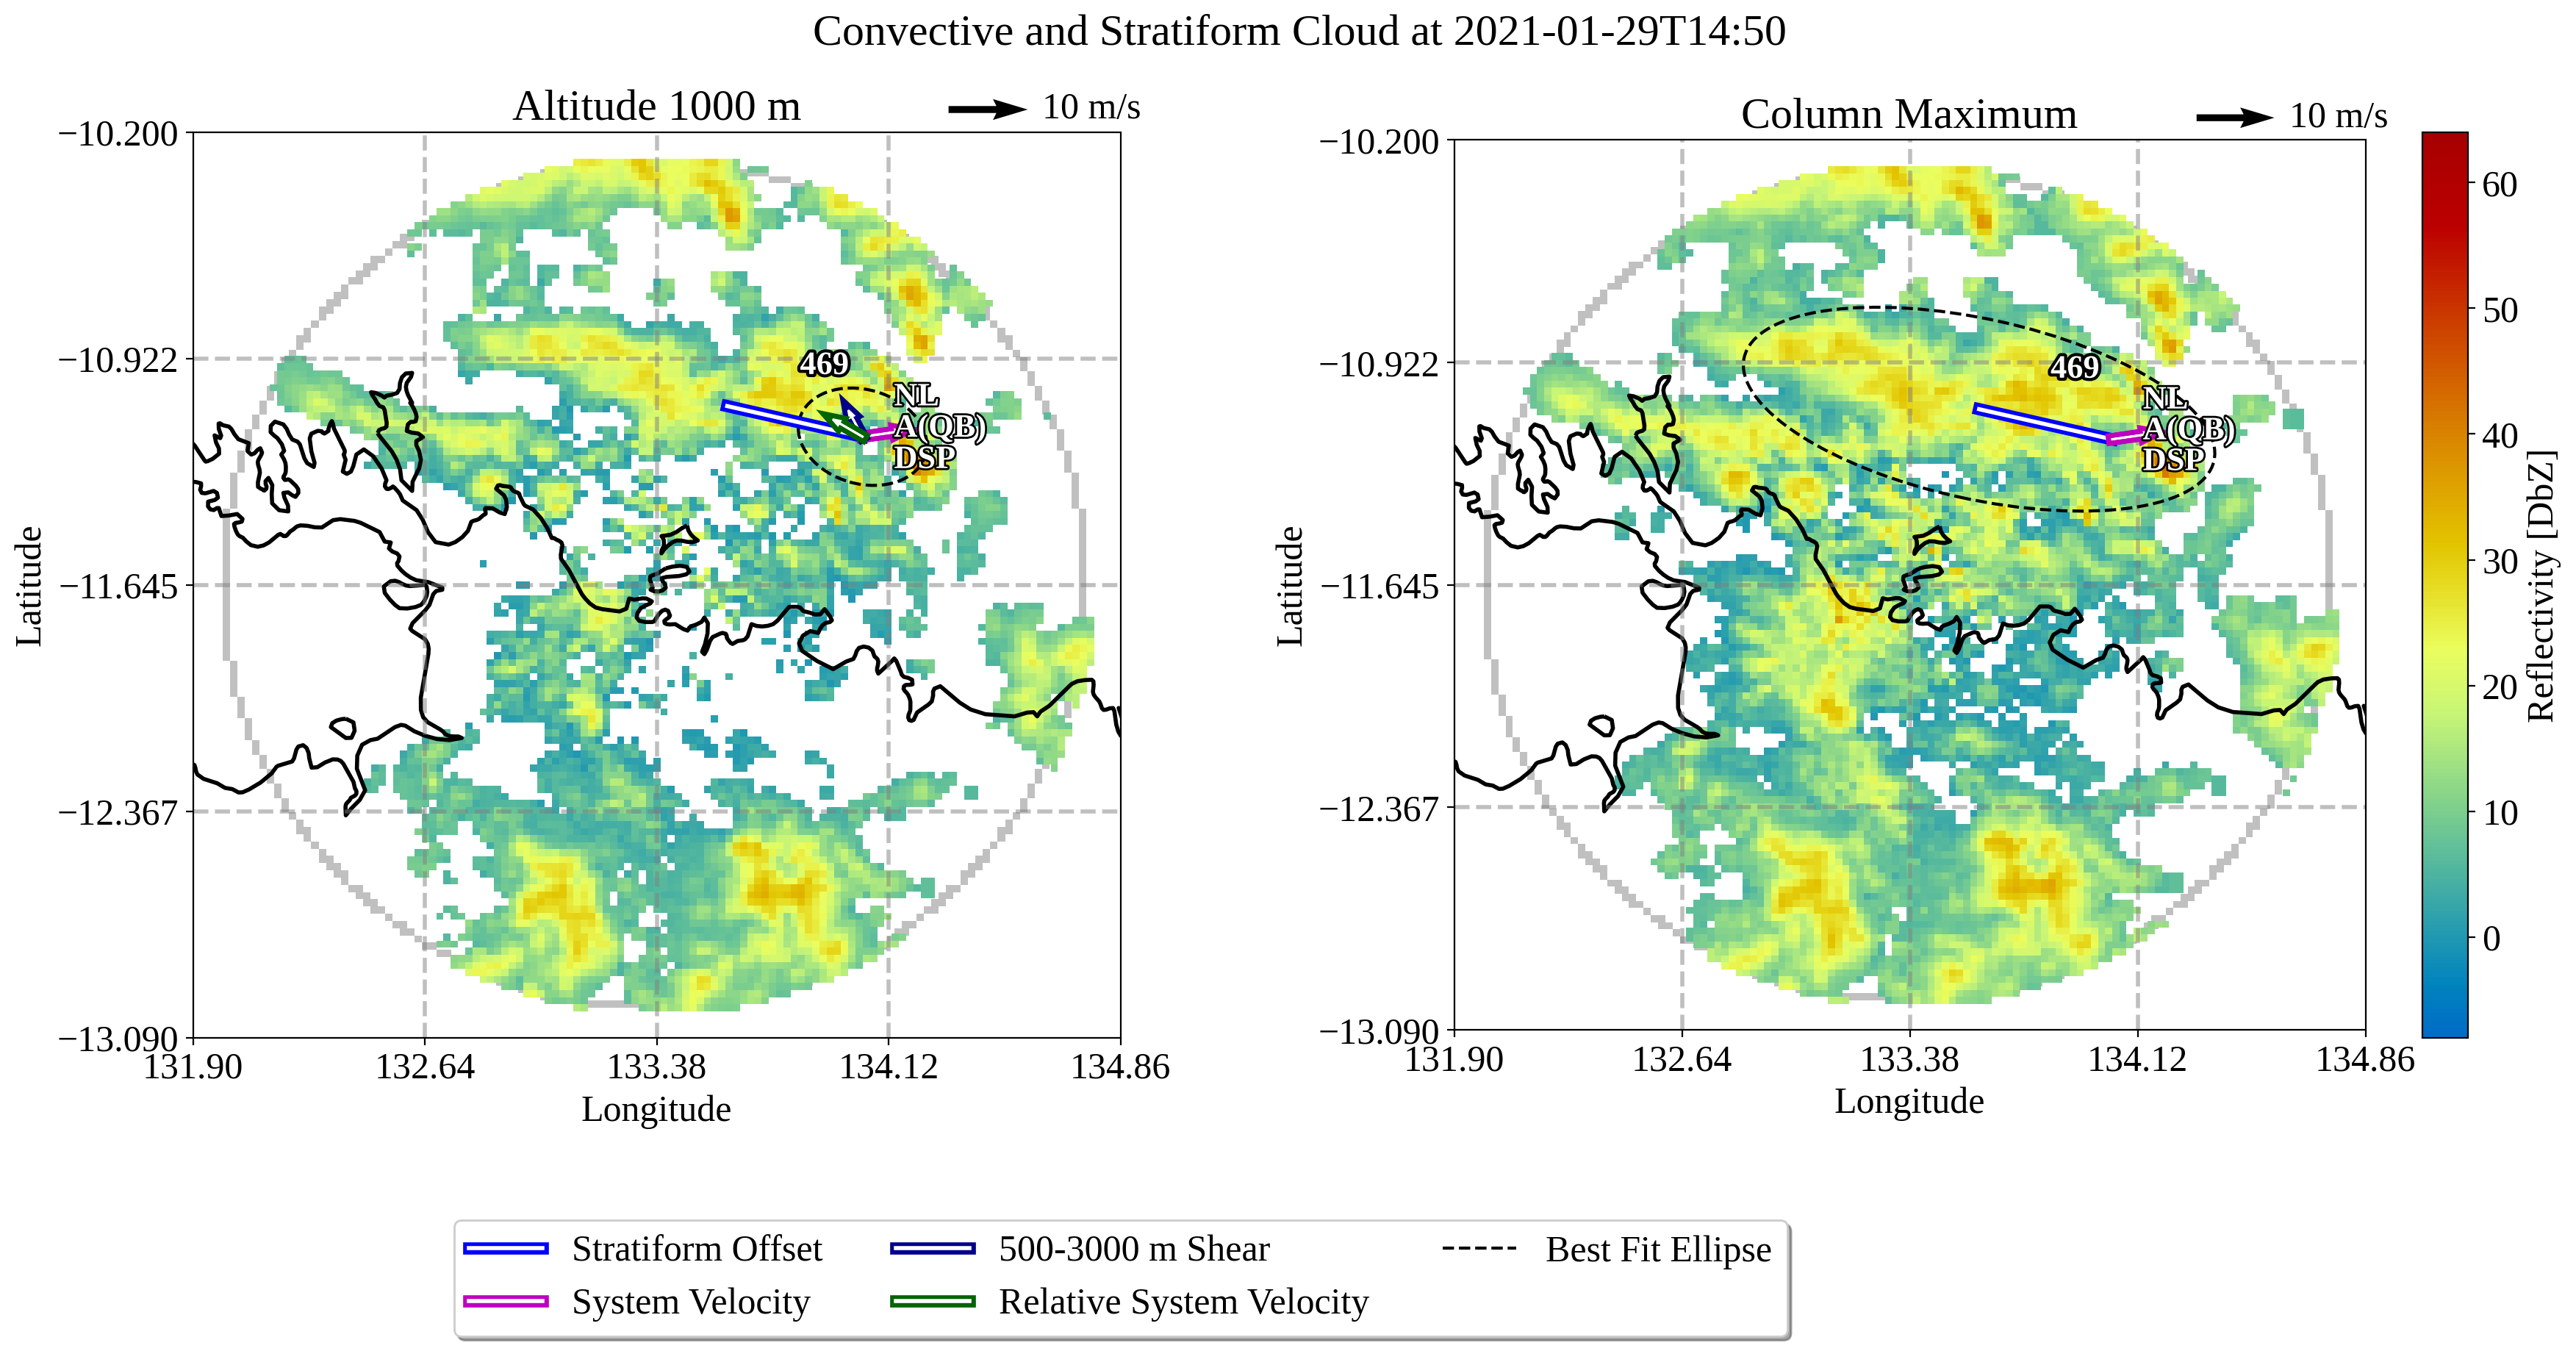 Convective and Stratiform Cloud at 2021-01-29T14:50
Altitude 1000 m
10 m/s
−10.200
−10.922
−11.645
−12.367
−13.090
131.90
132.64
133.38
134.12
134.86
Latitude
Longitude
469
NL
A(QB)
DSP
Column Maximum
10 m/s
−10.200
−10.922
−11.645
−12.367
−13.090
131.90
132.64
133.38
134.12
134.86
Latitude
Longitude
469
NL
A(QB)
DSP
60
50
40
30
20
10
0
Reflectivity [DbZ]
Stratiform Offset
System Velocity
500-3000 m Shear
Relative System Velocity
Best Fit Ellipse